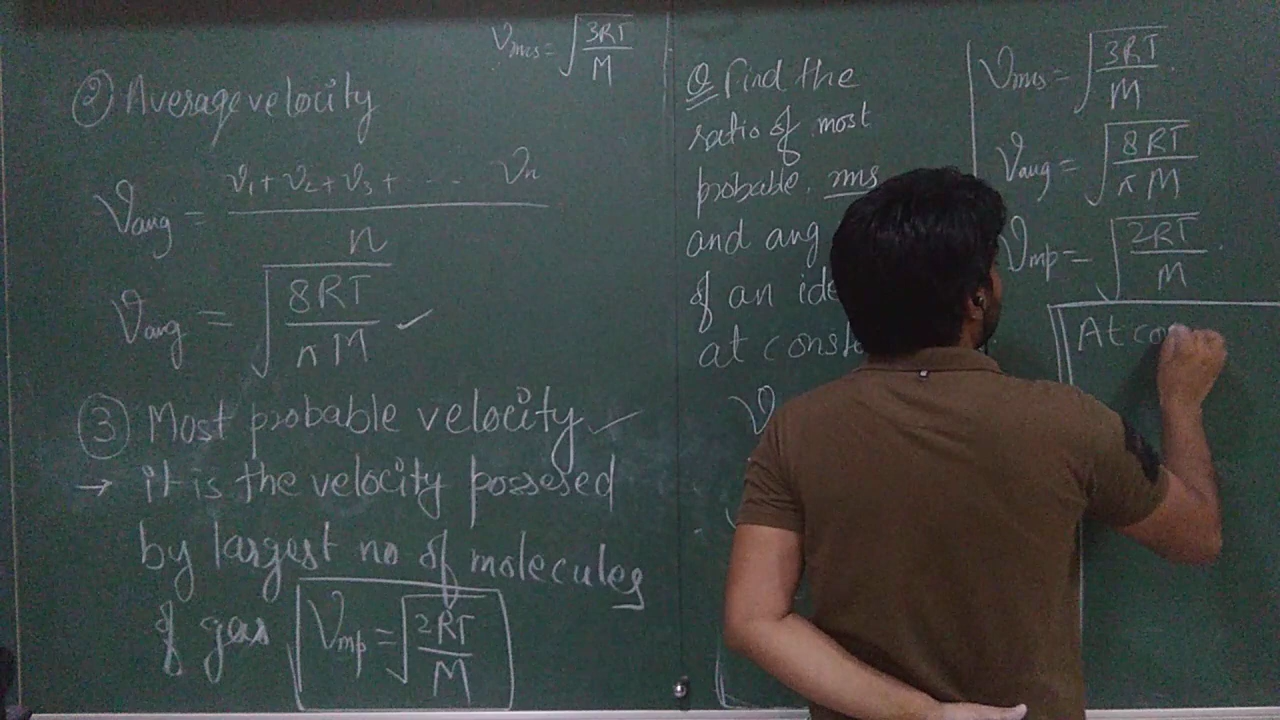 Vrms = √3RT/M
② Average velocity
Vavg = v₁ + v₂ + v₃ + .... vn / n
Vavg = √8RT/πM ✓
③ Most probable velocity ✓
→ it is the velocity possesed
by largest no of molecules
of gas Vmp = √2RT/M
Q Find the
ratio of most
probable, rms
and avg
of an
at const
V
Vrms = √3RT/M
Vavg = √8RT/πM
Vmp = √2RT/M
At